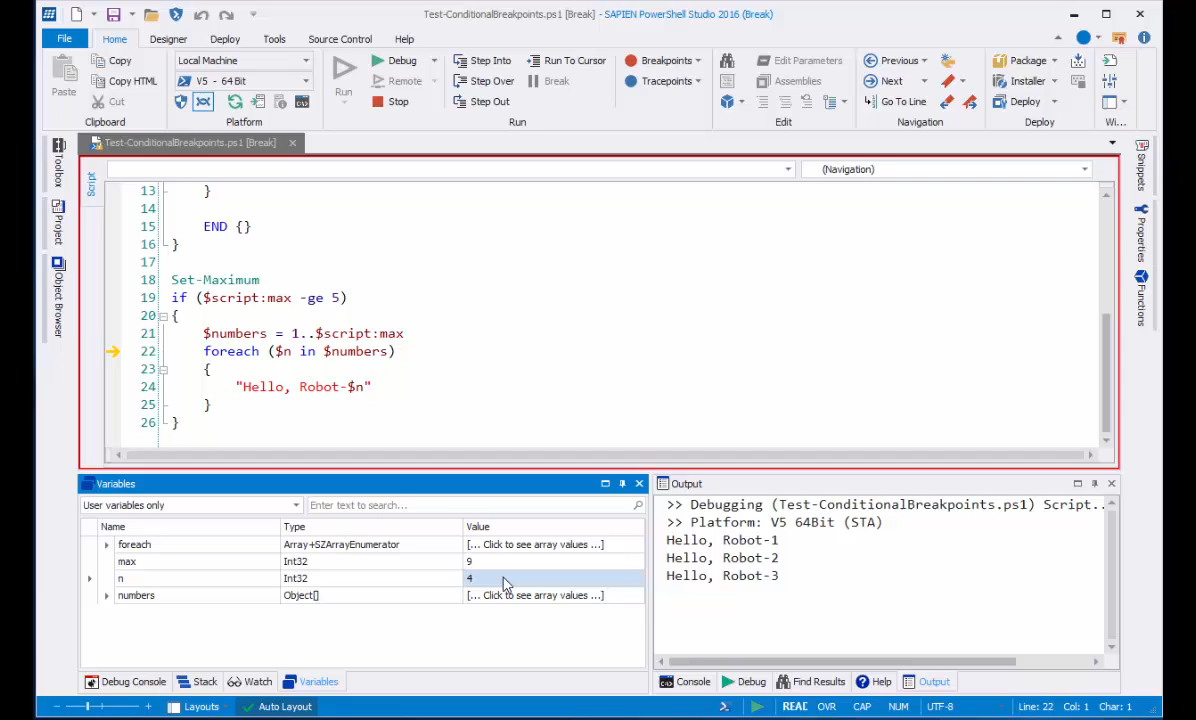 Test-ConditionalBreakpoints.ps1 [Break] - SAPIEN PowerShell Studio 2016 (Break)
File Home Designer Deploy Tools Source Control Help
Paste Copy Local Machine Run Debug Step Into Run To Cursor Breakpoints Edit Parameters Previous Package
Copy HTML V5 - 64Bit Remote Step Over Break Tracepoints Assemblies Next Installer
Cut Stop Step Out Go To Line Deploy
Clipboard Platform Run Edit Navigation Deploy Wi...
Test-ConditionalBreakpoints.ps1 [Break]
Toolbox
Project
Object Browser
Script
(Navigation)
Snippets
Properties
Functions
13 }
14
15 END {}
16 }
17
18 Set-Maximum
19 if ($script:max -ge 5)
20 {
21 $numbers = 1..$script:max
22 foreach ($n in $numbers)
23 {
24 "Hello, Robot-$n"
25 }
26 }
Variables
User variables only Enter text to search...
Name Type Value
foreach Array+SZArrayEnumerator [... Click to see array values ...]
max Int32 9
n Int32 4
numbers Object[] [... Click to see array values ...]
Debug Console Stack Watch Variables
Output
>> Debugging (Test-ConditionalBreakpoints.ps1) Script..
>> Platform: V5 64Bit (STA)
Hello, Robot-1
Hello, Robot-2
Hello, Robot-3
Console Debug Find Results Help Output
Layouts Auto Layout READ OVR CAP NUM UTF-8 Line: 22 Col: 1 Char: 1